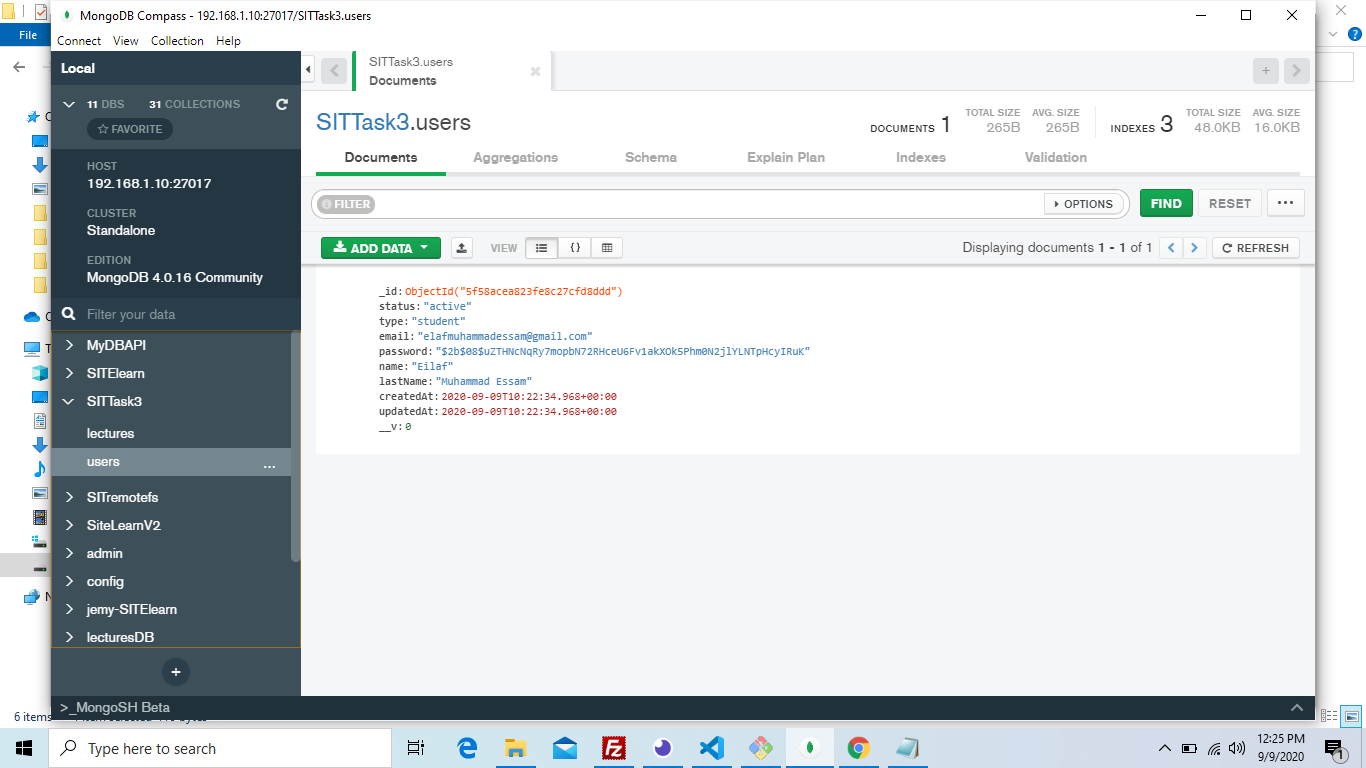 MongoDB Compass - 192.168.1.10:27017/SITTask3.users
File
Connect View Collection Help
Local
11 DBS 31 COLLECTIONS
FAVORITE
HOST
192.168.1.10:27017
CLUSTER
Standalone
EDITION
MongoDB 4.0.16 Community
Filter your data
MyDBAPI
SITElearn
SITTask3
lectures
users ...
SITremotefs
SiteLearnV2
admin
config
jemy-SITElearn
lecturesDB
+
SITTask3.users
Documents
SITTask3.users
DOCUMENTS 1 TOTAL SIZE 265B AVG. SIZE 265B INDEXES 3 TOTAL SIZE 48.0KB AVG. SIZE 16.0KB
Documents Aggregations Schema Explain Plan Indexes Validation
FILTER OPTIONS FIND RESET ...
ADD DATA VIEW {} Displaying documents 1 - 1 of 1 < > REFRESH
_id: ObjectId("5f58acea823fe8c27cfd8ddd")
status: "active"
type: "student"
email: "elafmuhammadessam@gmail.com"
password: "$2b$08$uZTHNcNqRy7mopbN72RHceU6Fv1akXOk5Phm0N2jlYLNTpHcyIRuK"
name: "Eilaf"
lastName: "Muhammad Essam"
createdAt: 2020-09-09T10:22:34.968+00:00
updatedAt: 2020-09-09T10:22:34.968+00:00
__v: 0
>_MongoSH Beta
6 items
Type here to search
12:25 PM
9/9/2020
1